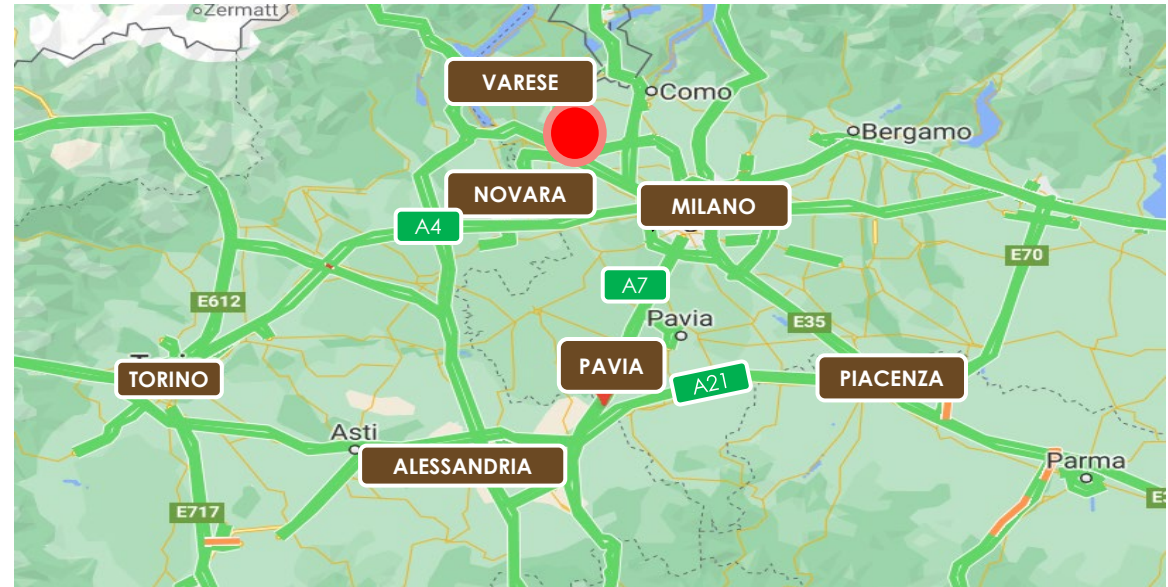 Zermatt
VARESE
Como
Bergamo
NOVARA
MILANO
A4
E70
A7
E612
Pavia
E35
PAVIA
TORINO
A21
PIACENZA
Asti
ALESSANDRIA
Parma
E717